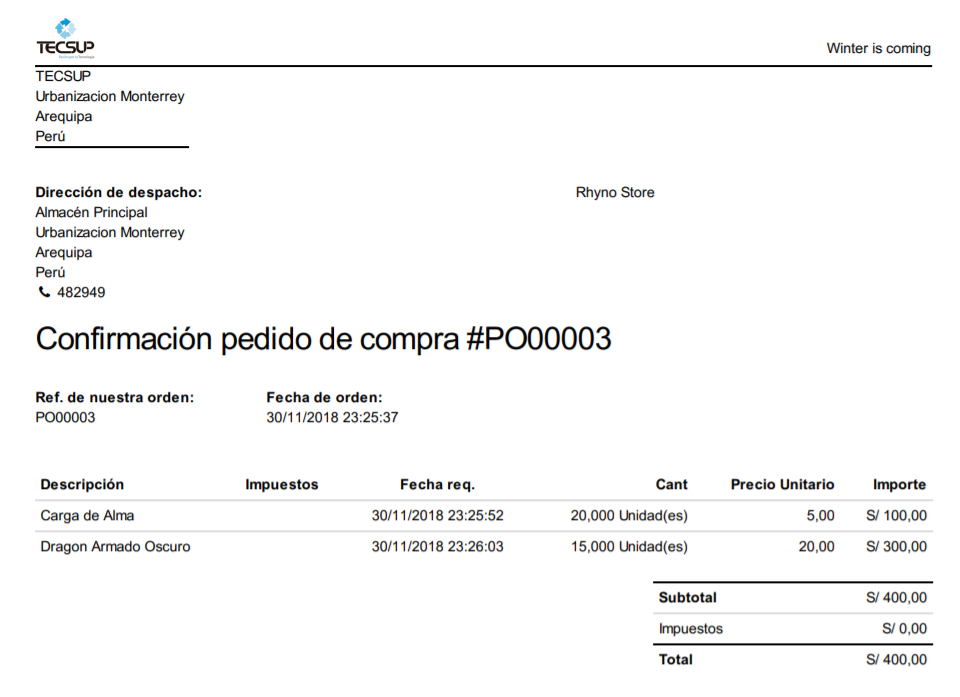 TECSUP
Winter is coming
TECSUP
Urbanizacion Monterrey
Arequipa
Perú
Dirección de despacho:
Rhyno Store
Almacén Principal
Urbanizacion Monterrey
Arequipa
Perú
482949
Confirmación pedido de compra #PO00003
Ref. de nuestra orden: Fecha de orden:
PO00003 30/11/2018 23:25:37
Descripción Impuestos Fecha req. Cant Precio Unitario Importe
Carga de Alma 30/11/2018 23:25:52 20,000 Unidad(es) 5,00 S/ 100,00
Dragon Armado Oscuro 30/11/2018 23:26:03 15,000 Unidad(es) 20,00 S/ 300,00
Subtotal S/ 400,00
Impuestos S/ 0,00
Total S/ 400,00